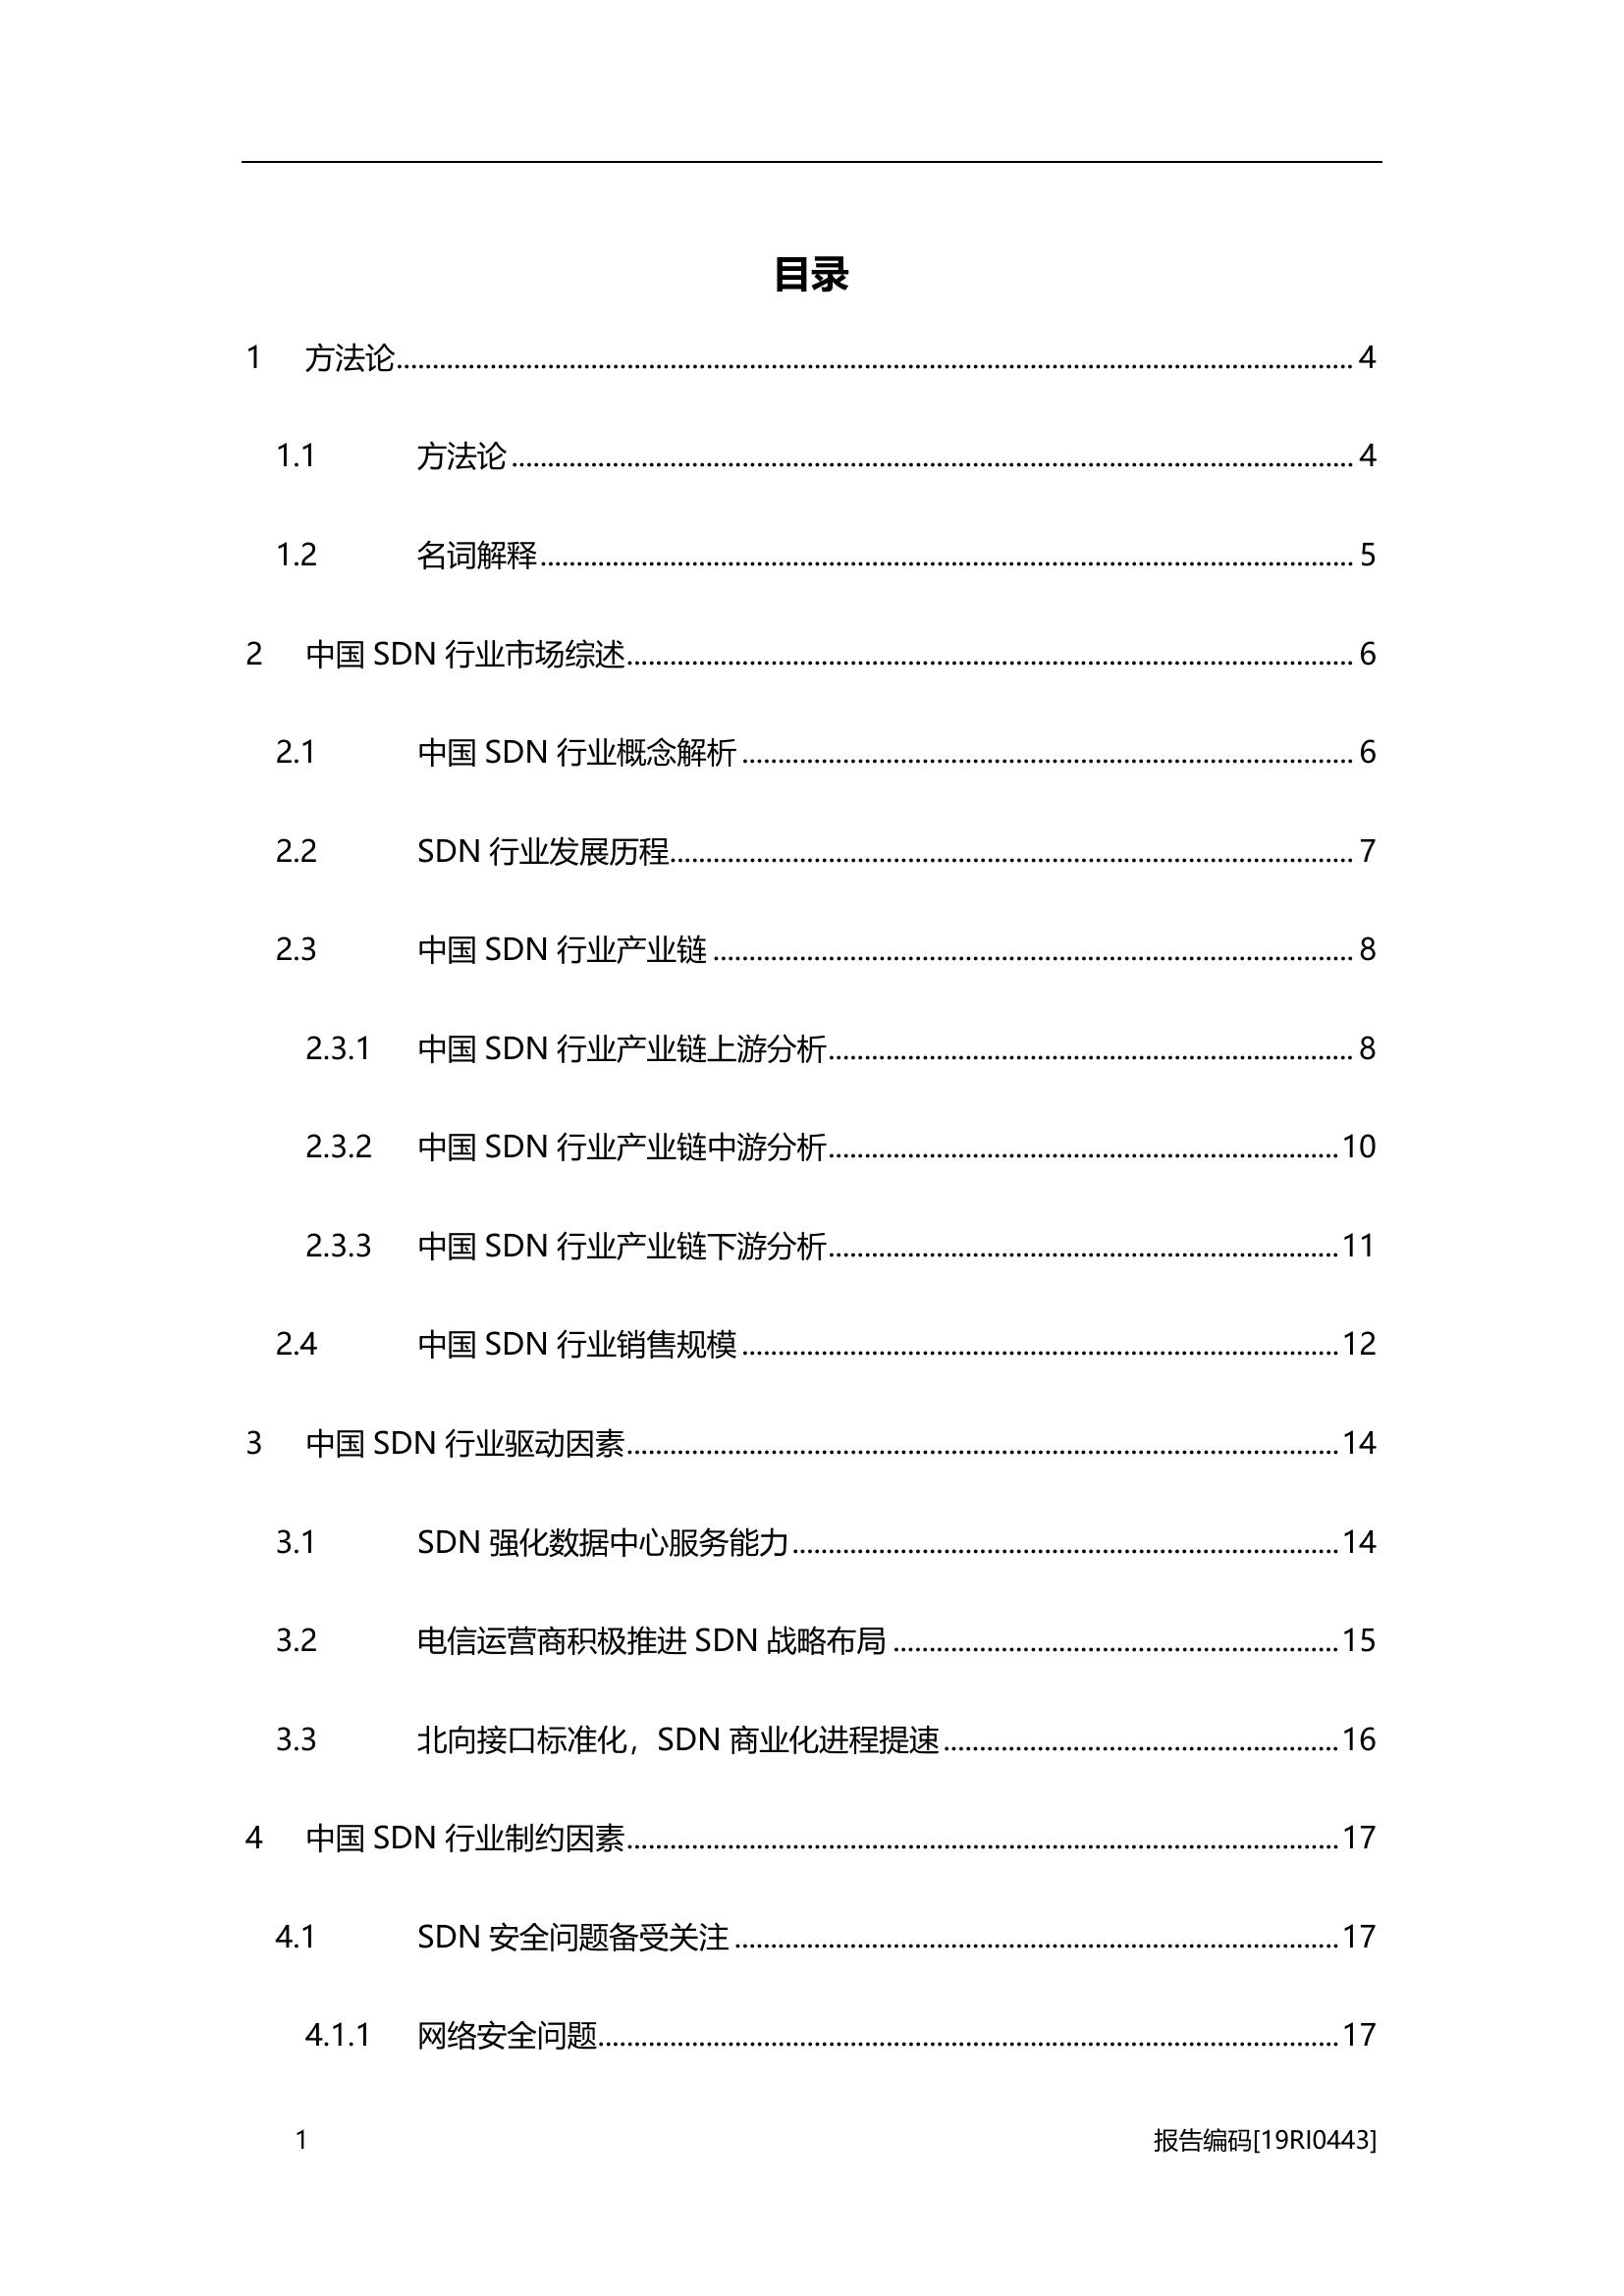 目录
1 方法论 4
1.1 方法论 4
1.2 名词解释 5
2 中国 SDN 行业市场综述 6
2.1 中国 SDN 行业概念解析 6
2.2 SDN 行业发展历程 7
2.3 中国 SDN 行业产业链 8
2.3.1 中国 SDN 行业产业链上游分析 8
2.3.2 中国 SDN 行业产业链中游分析 10
2.3.3 中国 SDN 行业产业链下游分析 11
2.4 中国 SDN 行业销售规模 12
3 中国 SDN 行业驱动因素 14
3.1 SDN 强化数据中心服务能力 14
3.2 电信运营商积极推进 SDN 战略布局 15
3.3 北向接口标准化，SDN 商业化进程提速 16
4 中国 SDN 行业制约因素 17
4.1 SDN 安全问题备受关注 17
4.1.1 网络安全问题 17
1 报告编码[19RI0443]